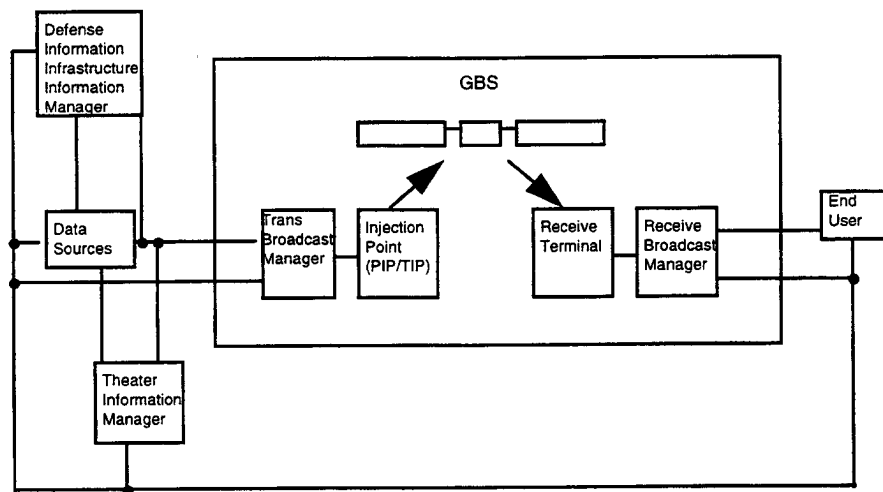 Defense
Information
Infrastructure
Information
Manager
GBS
Data
Sources
Trans
Broadcast
Manager
Injection
Point
(PIP/TIP)
Receive
Terminal
Receive
Broadcast
Manager
End
User
Theater
Information
Manager